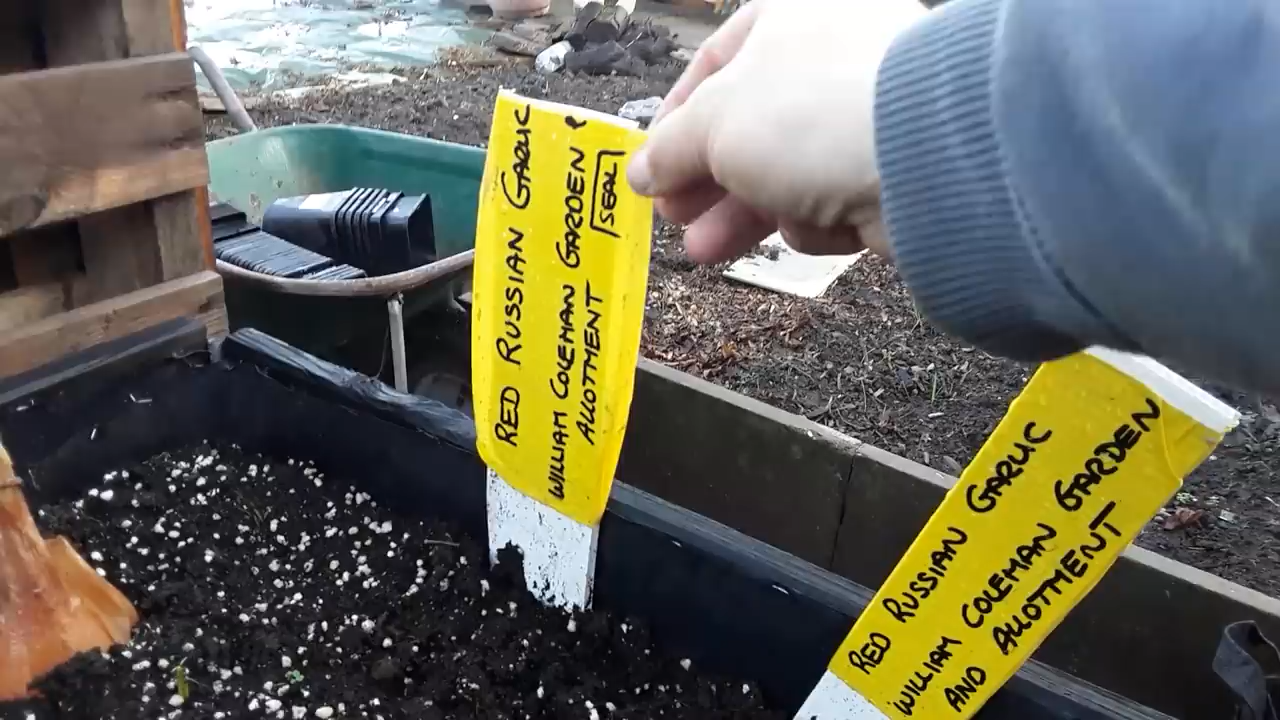 RED RUSSIAN GARLIC
WILLIAM COLEMAN GARDEN &
ALLOTMENT
SEAL
RED RUSSIAN GARLIC
WILLIAM COLEMAN GARDEN
AND ALLOTMENT